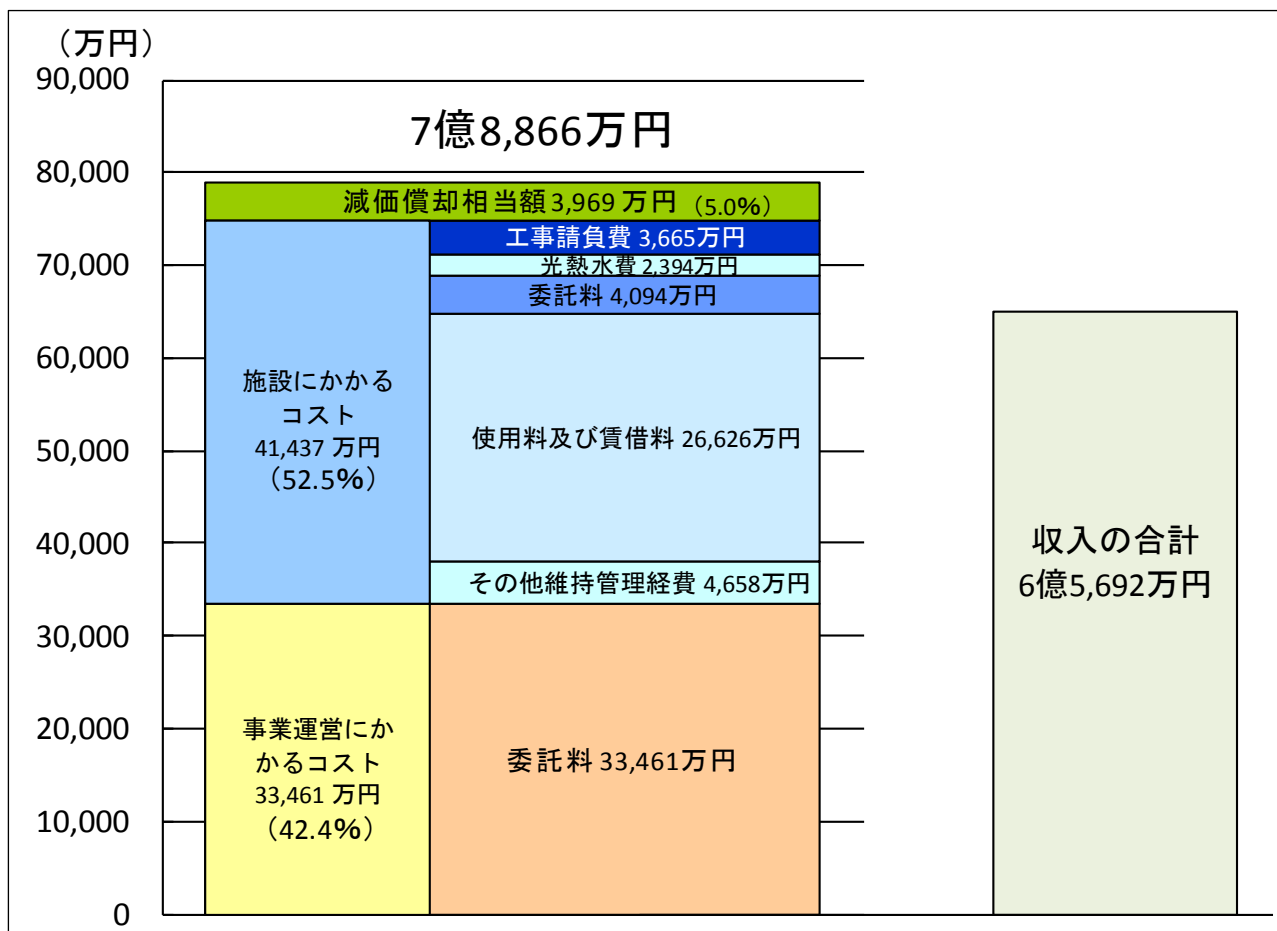 （万円）
90,000
80,000
70,000
60,000
50,000
40,000
30,000
20,000
10,000
0
7億8,866万円
減価償却相当額 3,969 万円 (5.0%)
施設にかかる
コスト
41,437 万円
（52.5%）
工事請負費 3,665万円
光熱水費 2,394万円
委託料 4,094万円
使用料及び賃借料 26,626万円
その他維持管理経費 4,658万円
事業運営にか
かるコスト
33,461 万円
（42.4%）
委託料 33,461万円
収入の合計
6億5,692万円